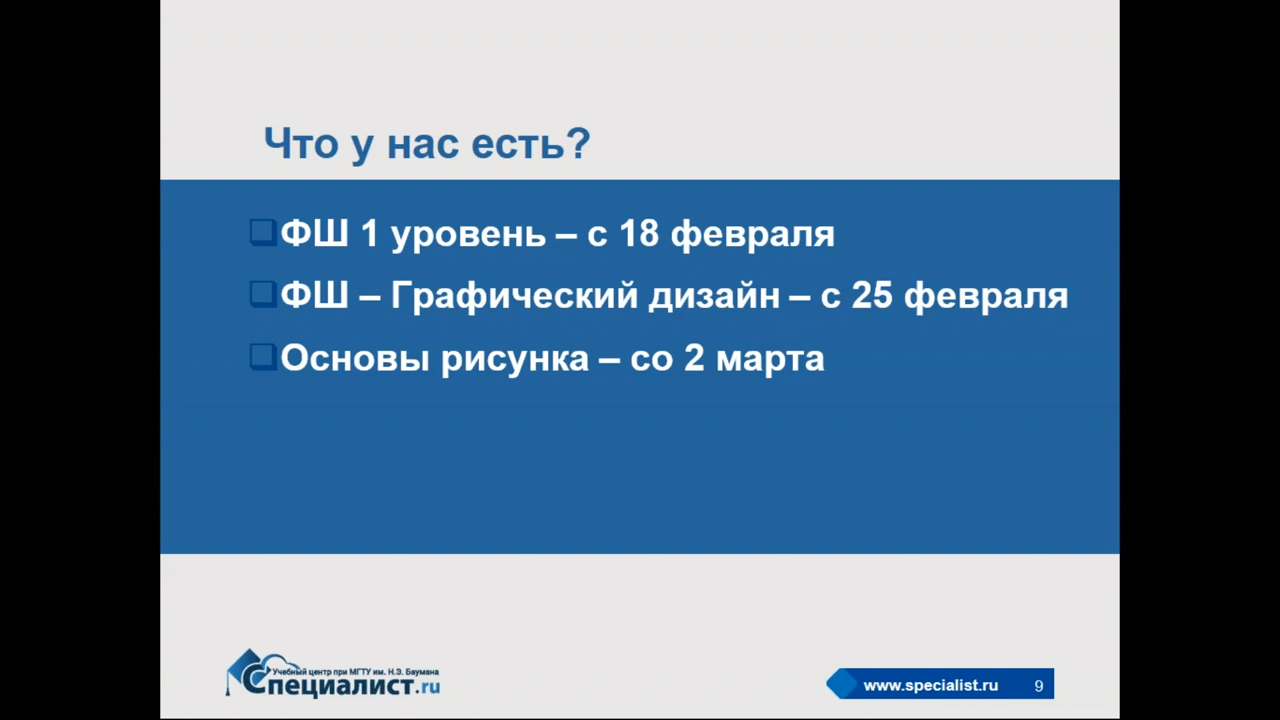 Что у нас есть?
ФШ 1 уровень – с 18 февраля
ФШ – Графический дизайн – с 25 февраля
Основы рисунка – со 2 марта
Учебный центр при МГТУ им. Н.Э. Баумана
Специалист.ru
www.specialist.ru 9